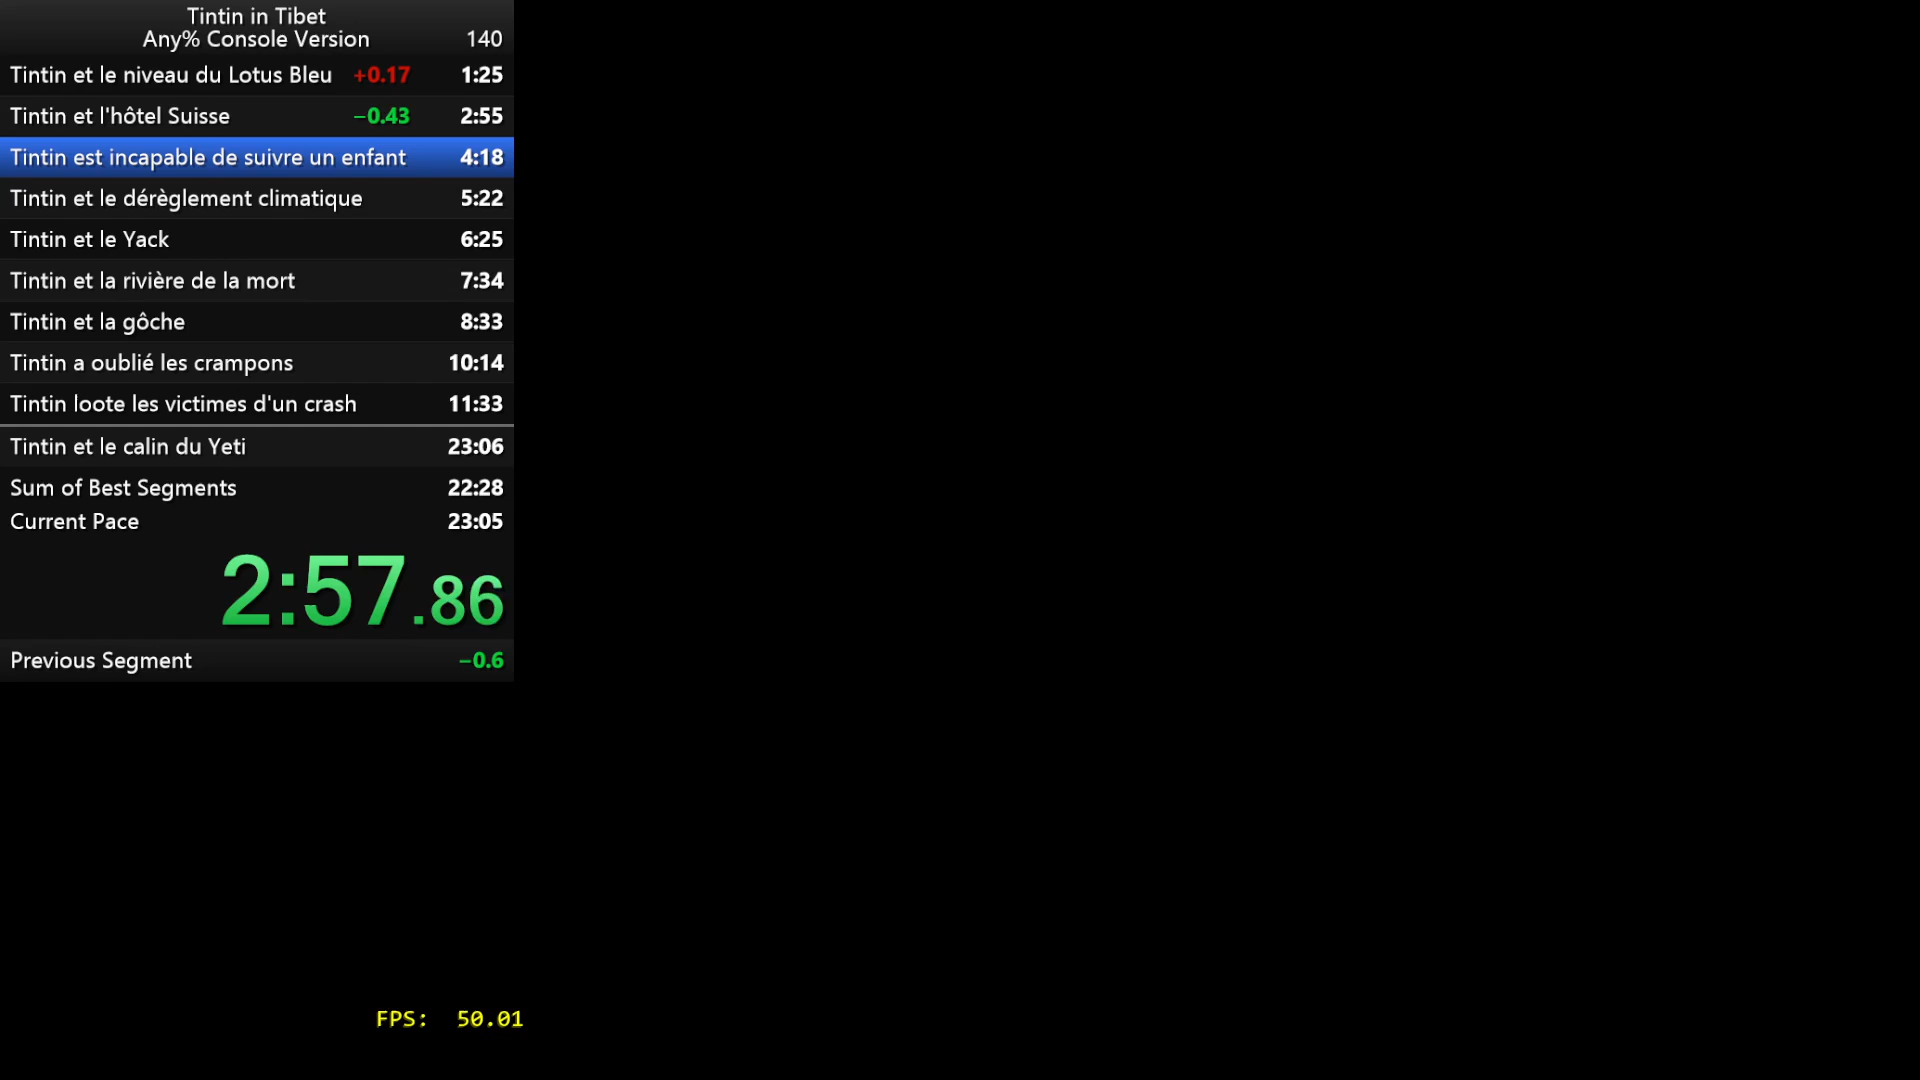 Tintin in Tibet
Any% Console Version 140
Tintin et le niveau du Lotus Bleu +0.17 1:25
Tintin et l'hôtel Suisse −0.43 2:55
Tintin est incapable de suivre un enfant 4:18
Tintin et le dérèglement climatique 5:22
Tintin et le Yack 6:25
Tintin et la rivière de la mort 7:34
Tintin et la gôche 8:33
Tintin a oublié les crampons 10:14
Tintin loote les victimes d'un crash 11:33
Tintin et le calin du Yeti 23:06
Sum of Best Segments 22:28
Current Pace 23:05
2:57.86
Previous Segment −0.6
FPS: 50.01